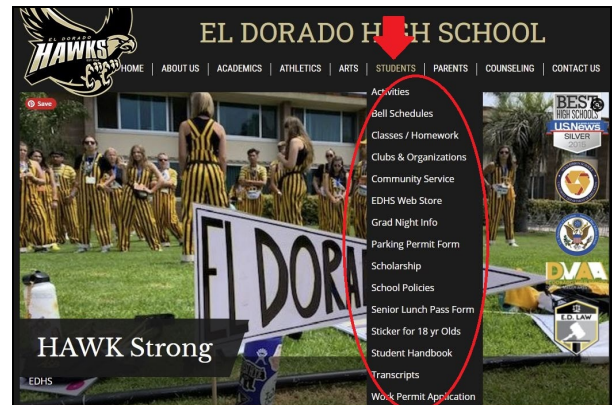 EL DORADO
HAWKS
EL DORADO HIGH SCHOOL
HOME | ABOUT US | ACADEMICS | ATHLETICS | ARTS | STUDENTS | PARENTS | COUNSELING | CONTACT US
Save
Activities
Bell Schedules
Classes / Homework
Clubs & Organizations
Community Service
EDHS Web Store
Grad Night Info
Parking Permit Form
Scholarship
School Policies
Senior Lunch Pass Form
Sticker for 18 yr Olds
Student Handbook
Transcripts
Work Permit Application
BEST
HIGH SCHOOLS
USNews
SILVER
EL DORA
DVAA
E.D. LAW
HAWK Strong
EDHS